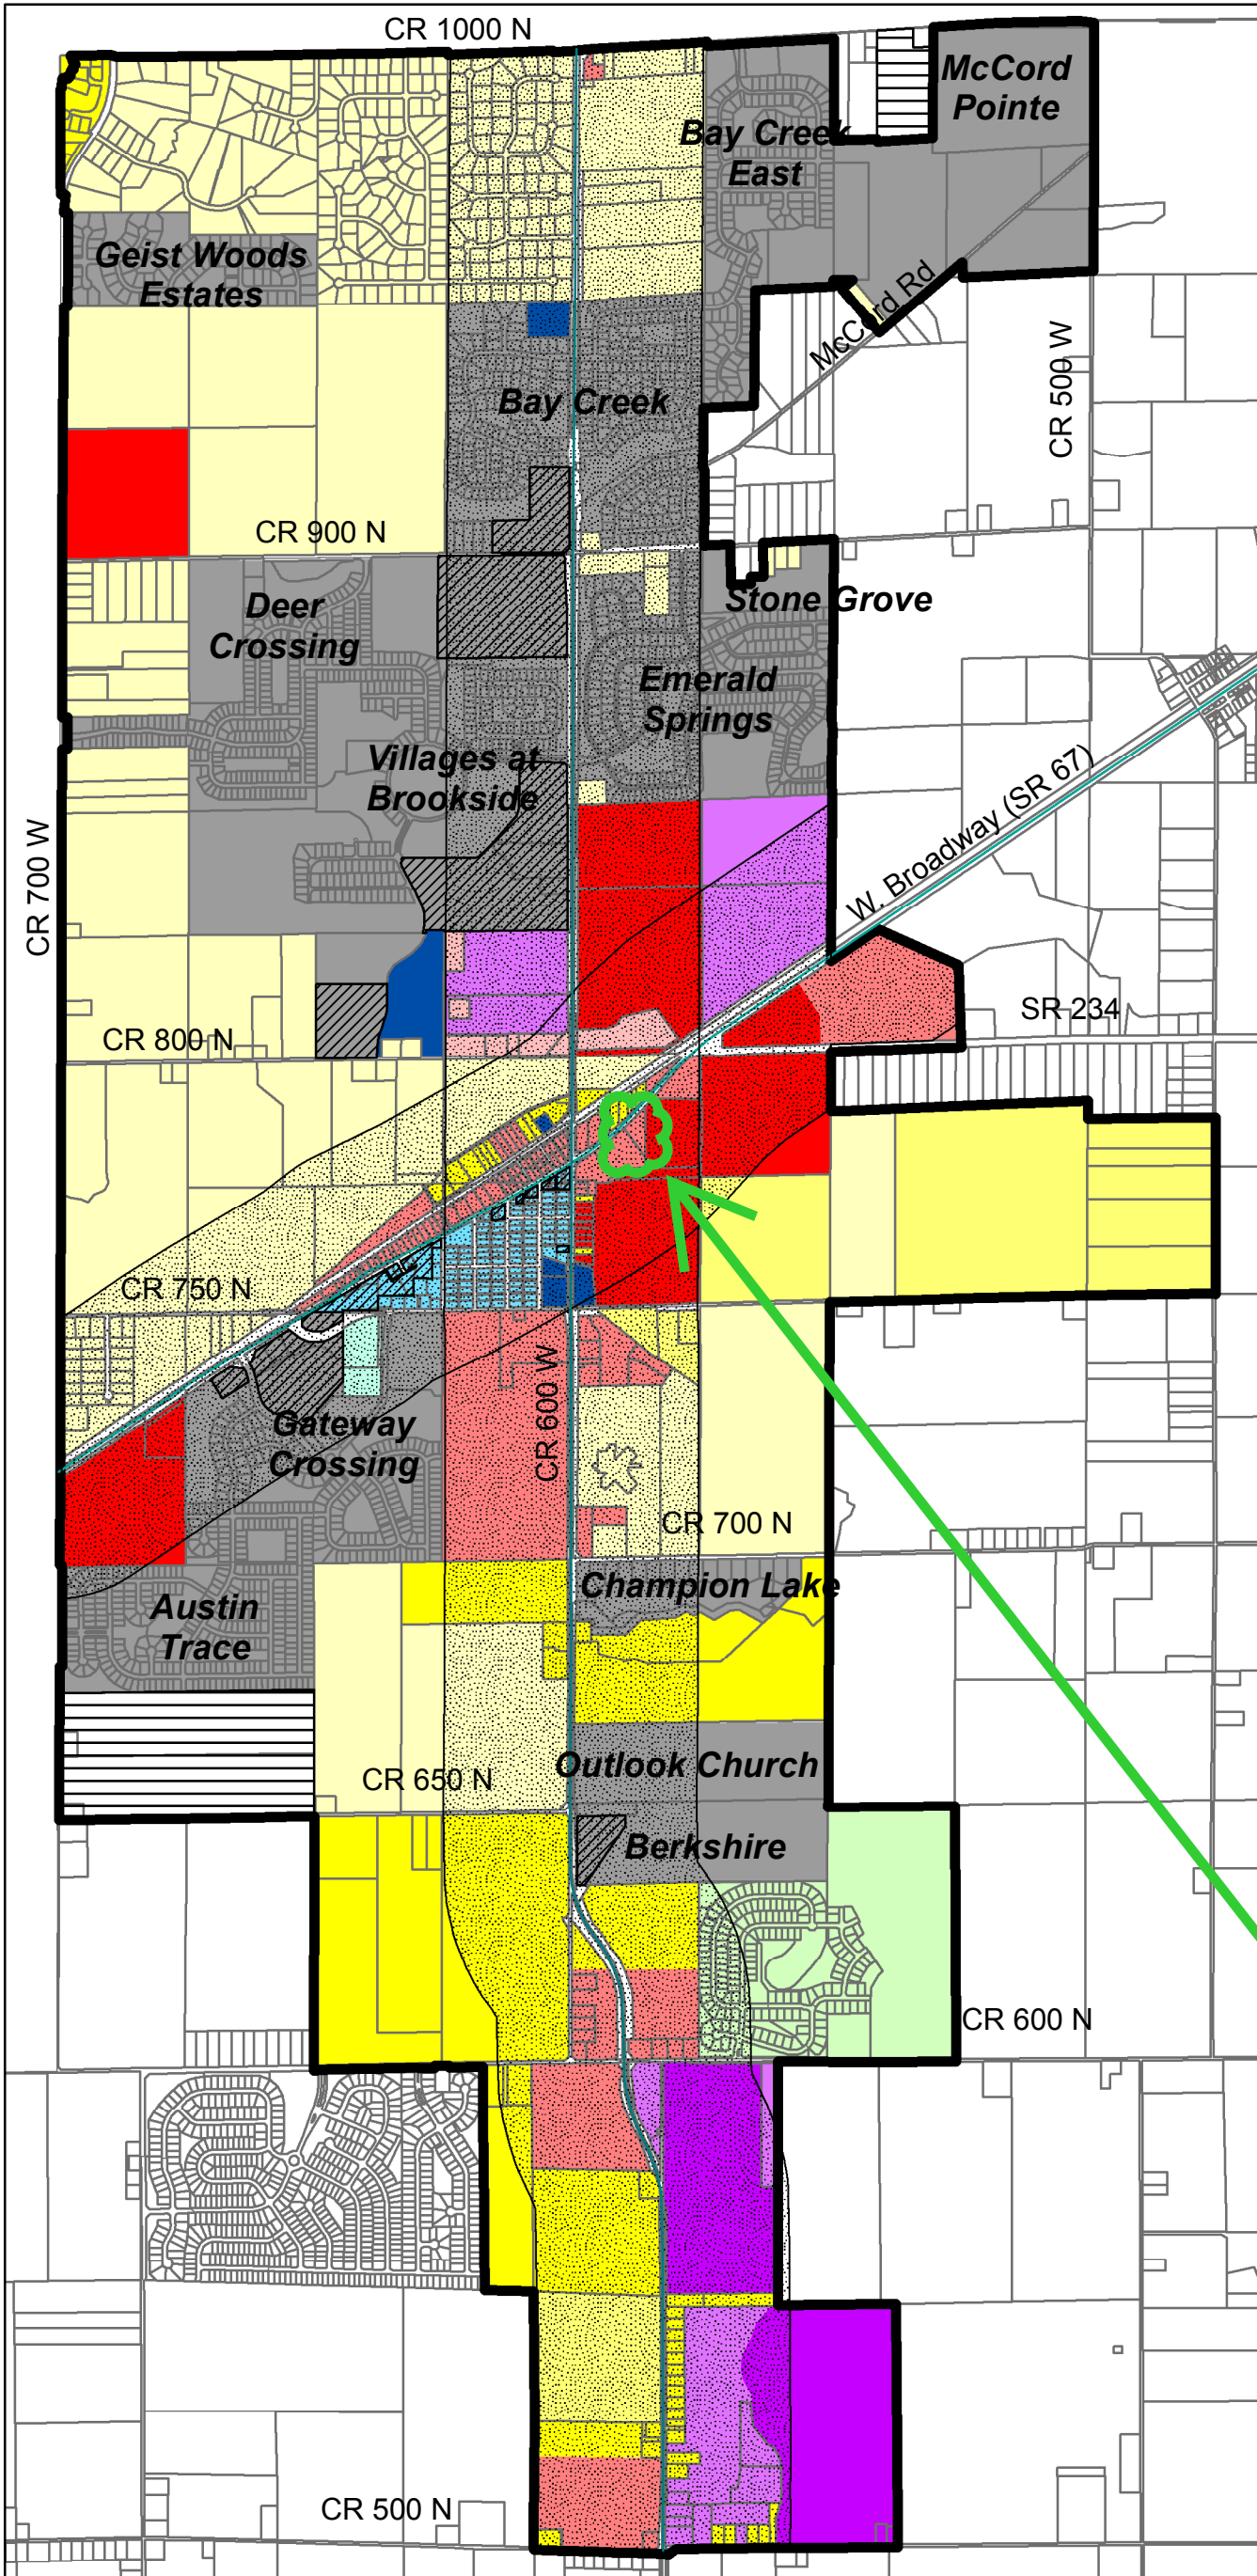 CR 1000 N
McCord
Pointe
Bay Creek
East
Geist Woods
Estates
McCord Rd
CR 500 W
Bay Creek
CR 900 N
Deer
Crossing
Stone Grove
Emerald
Springs
Villages at
Brookside
CR 700 W
W. Broadway (SR 67)
SR 234
CR 800 N
CR 750 N
CR 600 W
Gateway
Crossing
CR 700 N
Champion Lake
Austin
Trace
Outlook Church
CR 650 N
Berkshire
CR 600 N
CR 500 N